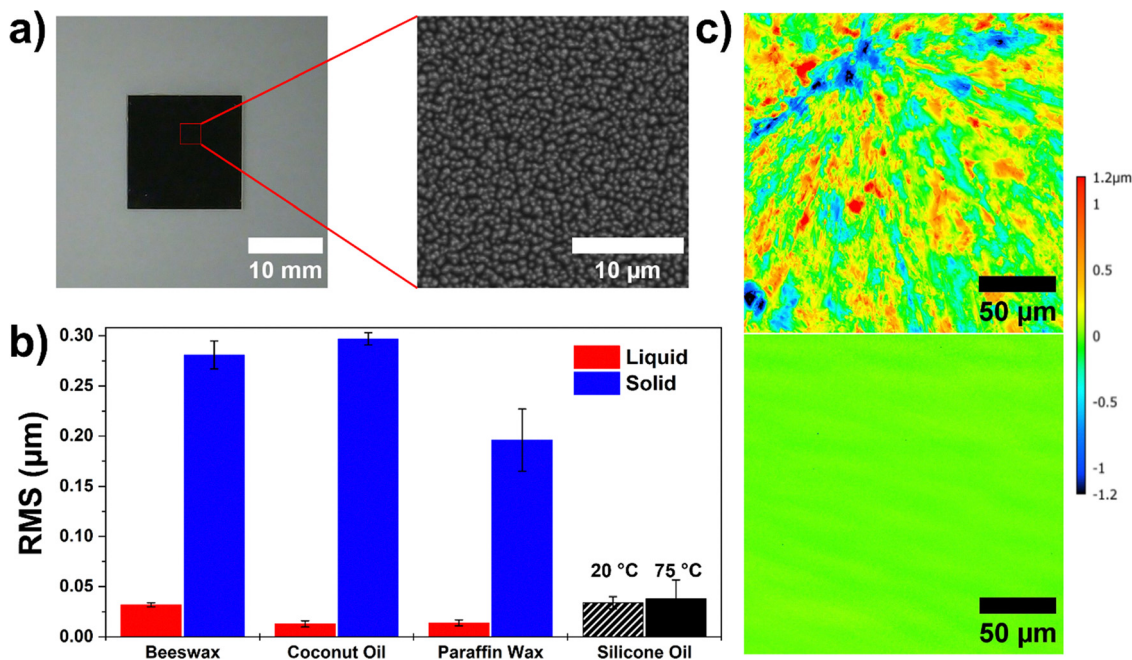 a)
10 mm
10 µm
b)
RMS (µm)
0.30
0.25
0.20
0.15
0.10
0.05
0.00
Liquid
Solid
20 °C
75 °C
Beeswax
Coconut Oil
Paraffin Wax
Silicone Oil
c)
50 µm
1.2µm
1
0.5
0
-0.5
-1
-1.2
50 µm